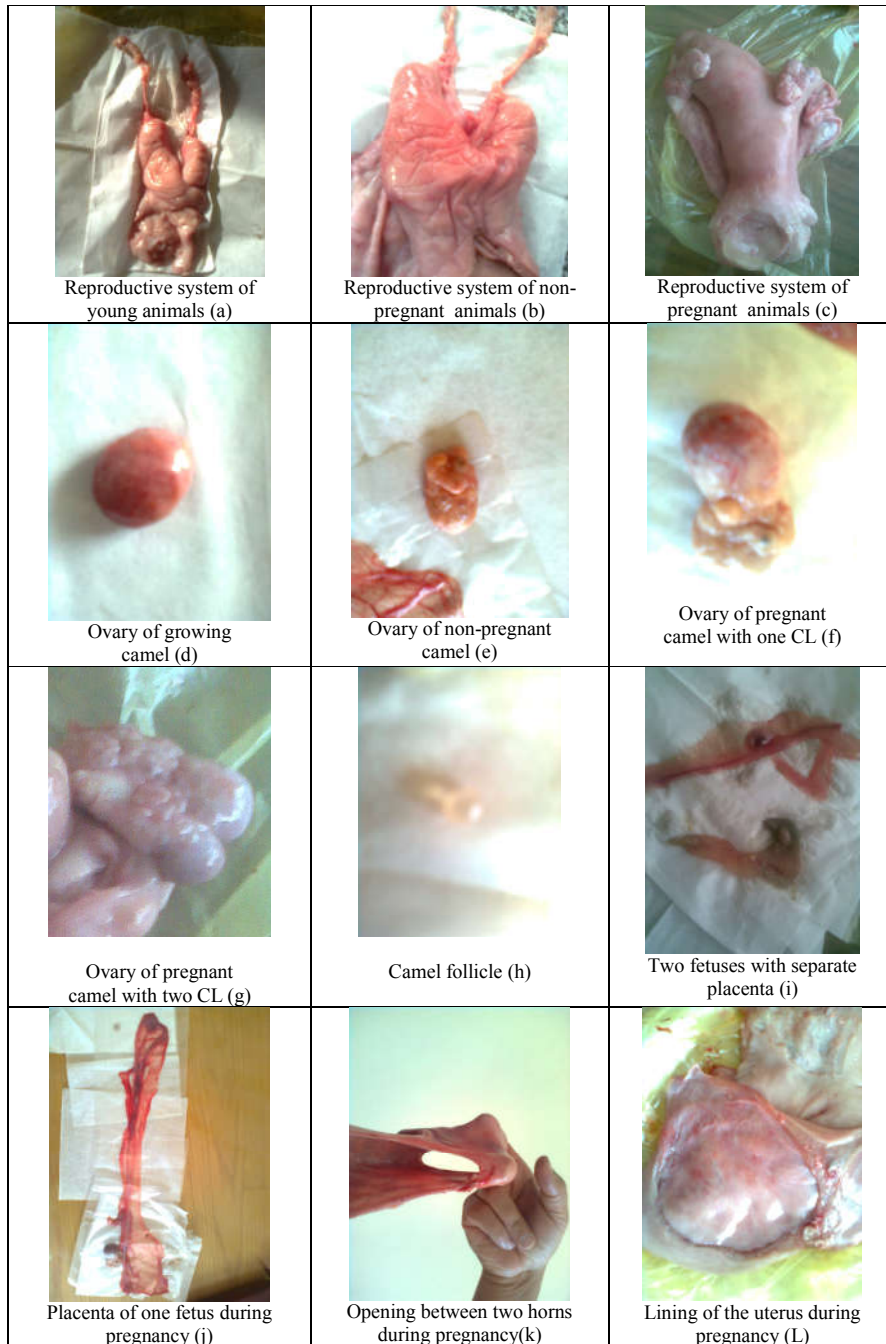 Reproductive system of
young animals (a)
Reproductive system of non-
pregnant  animals (b)
Reproductive system of
pregnant  animals (c)
Ovary of growing
camel (d)
Ovary of non-pregnant
camel (e)
Ovary of pregnant
camel with one CL (f)
Ovary of pregnant
camel with two CL (g)
Camel follicle (h)
Two fetuses with separate
placenta (i)
Placenta of one fetus during
pregnancy (j)
Opening between two horns
during pregnancy(k)
Lining of the uterus during
pregnancy (L)